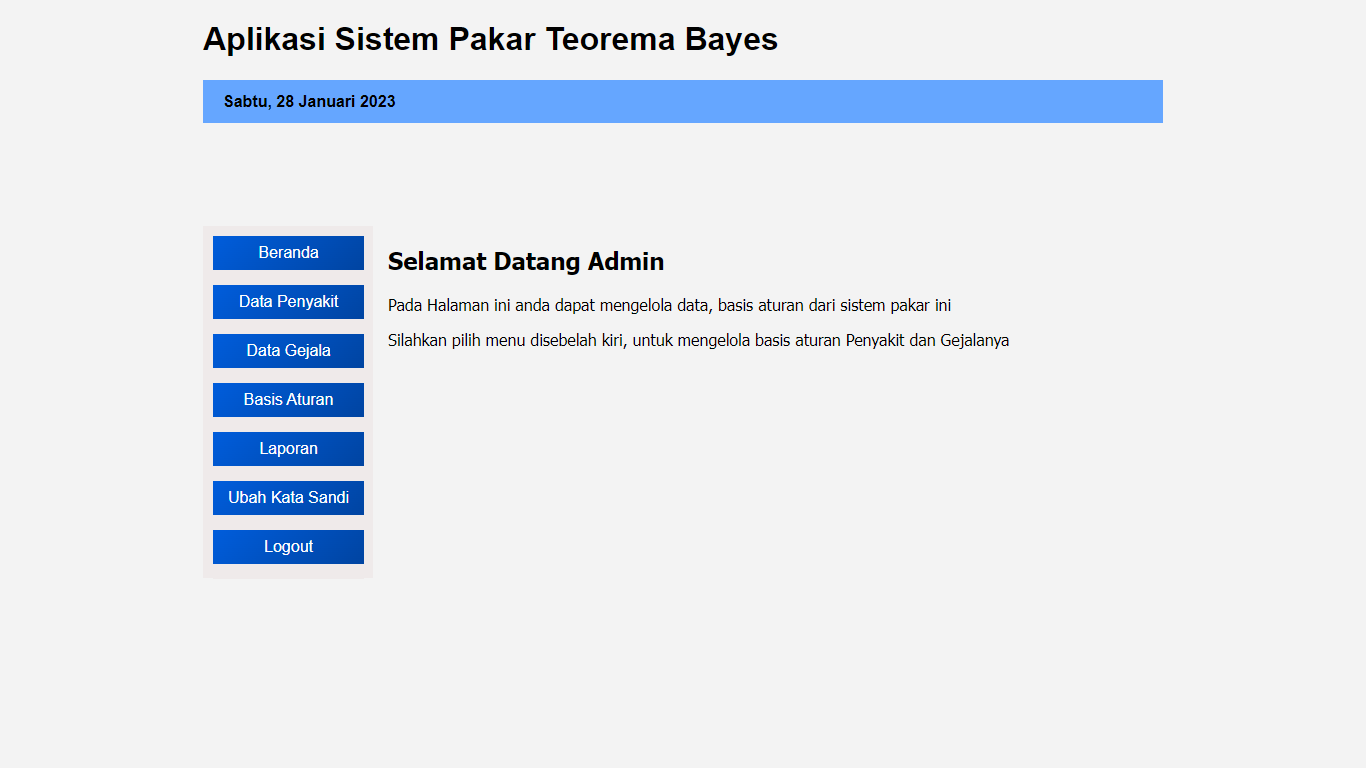 Aplikasi Sistem Pakar Teorema Bayes
Sabtu, 28 Januari 2023
Beranda
Data Penyakit
Data Gejala
Basis Aturan
Laporan
Ubah Kata Sandi
Logout
Selamat Datang Admin
Pada Halaman ini anda dapat mengelola data, basis aturan dari sistem pakar ini
Silahkan pilih menu disebelah kiri, untuk mengelola basis aturan Penyakit dan Gejalanya